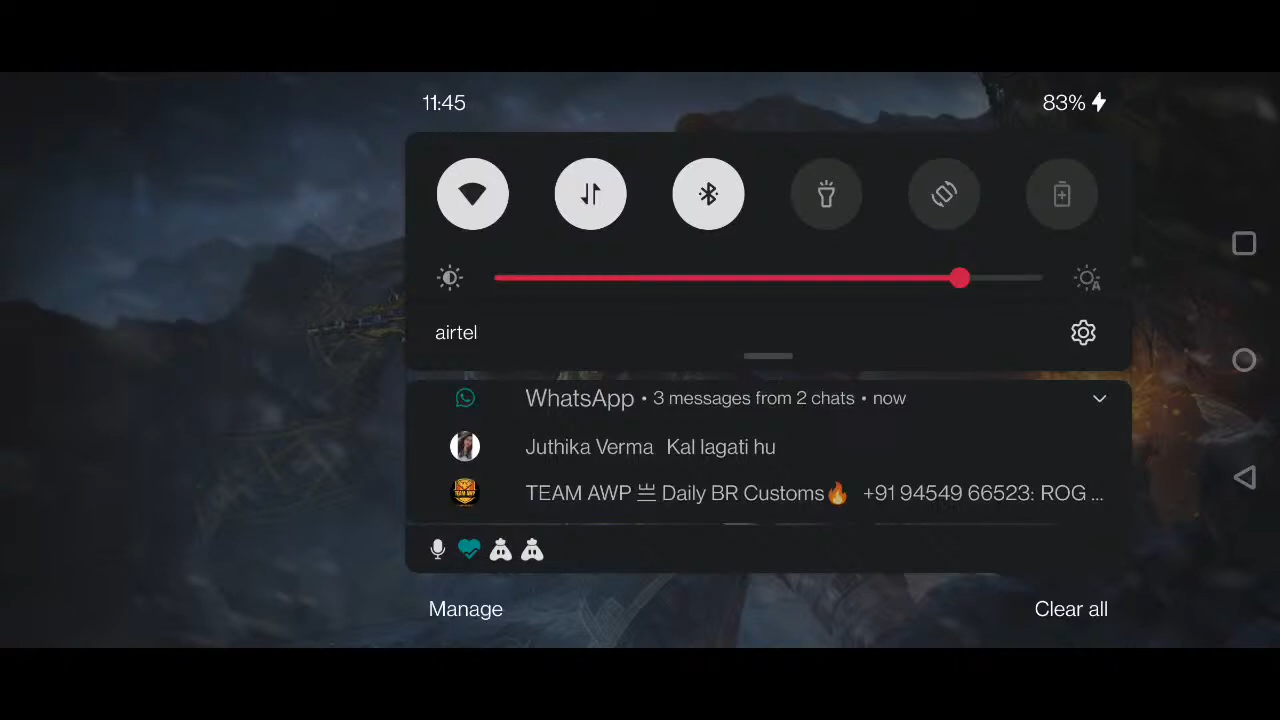 11:45
83%
airtel
WhatsApp • 3 messages from 2 chats • now
Juthika Verma Kal lagati hu
TEAM AWP 亗 Daily BR Customs🔥 +91 94549 66523: ROG ...
Manage
Clear all